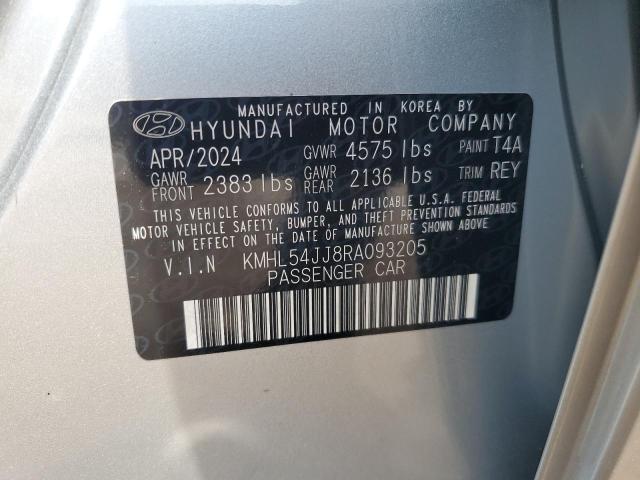 MANUFACTURED IN KOREA BY
HYUNDAI MOTOR COMPANY
APR/2024 GVWR 4575 lbs PAINT T4A
GAWR FRONT 2383 lbs GAWR REAR 2136 lbs TRIM REY
THIS VEHICLE CONFORMS TO ALL APPLICABLE U.S.A. FEDERAL
MOTOR VEHICLE SAFETY, BUMPER, AND THEFT PREVENTION STANDARDS
IN EFFECT ON THE DATE OF MANUFACTURE SHOWN ABOVE
V.I.N KMHL54JJ8RA093205
PASSENGER CAR